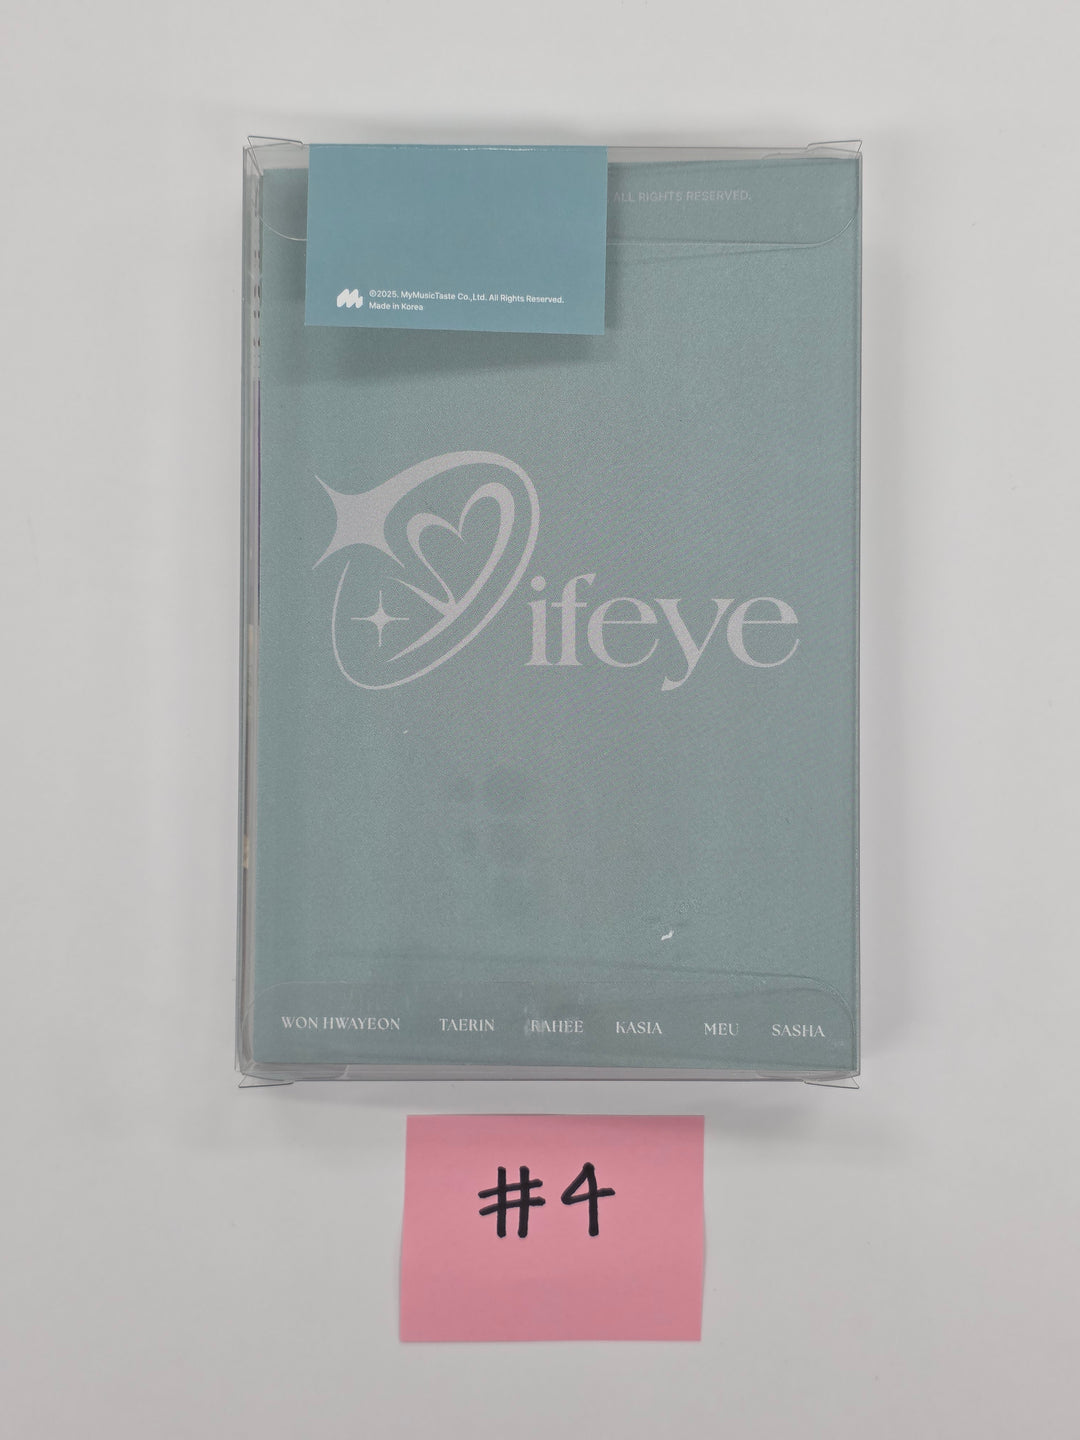 ALL RIGHTS RESERVED.
©2025. MyMusicTaste Co.,Ltd. All Rights Reserved.
Made in Korea
ifeye
WON HWAYEON TAERIN RAHEE KASIA MEU SASHA
#4